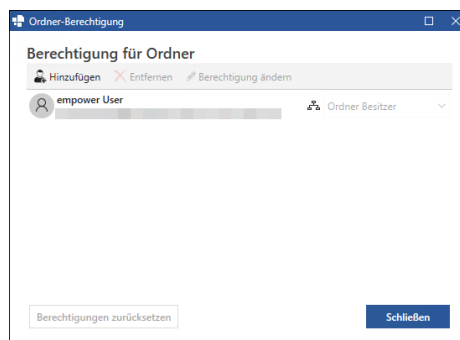 Ordner-Berechtigung
Berechtigung für Ordner
Hinzufügen Entfernen Berechtigung ändern
empower User
Ordner Besitzer
Berechtigungen zurücksetzen Schließen